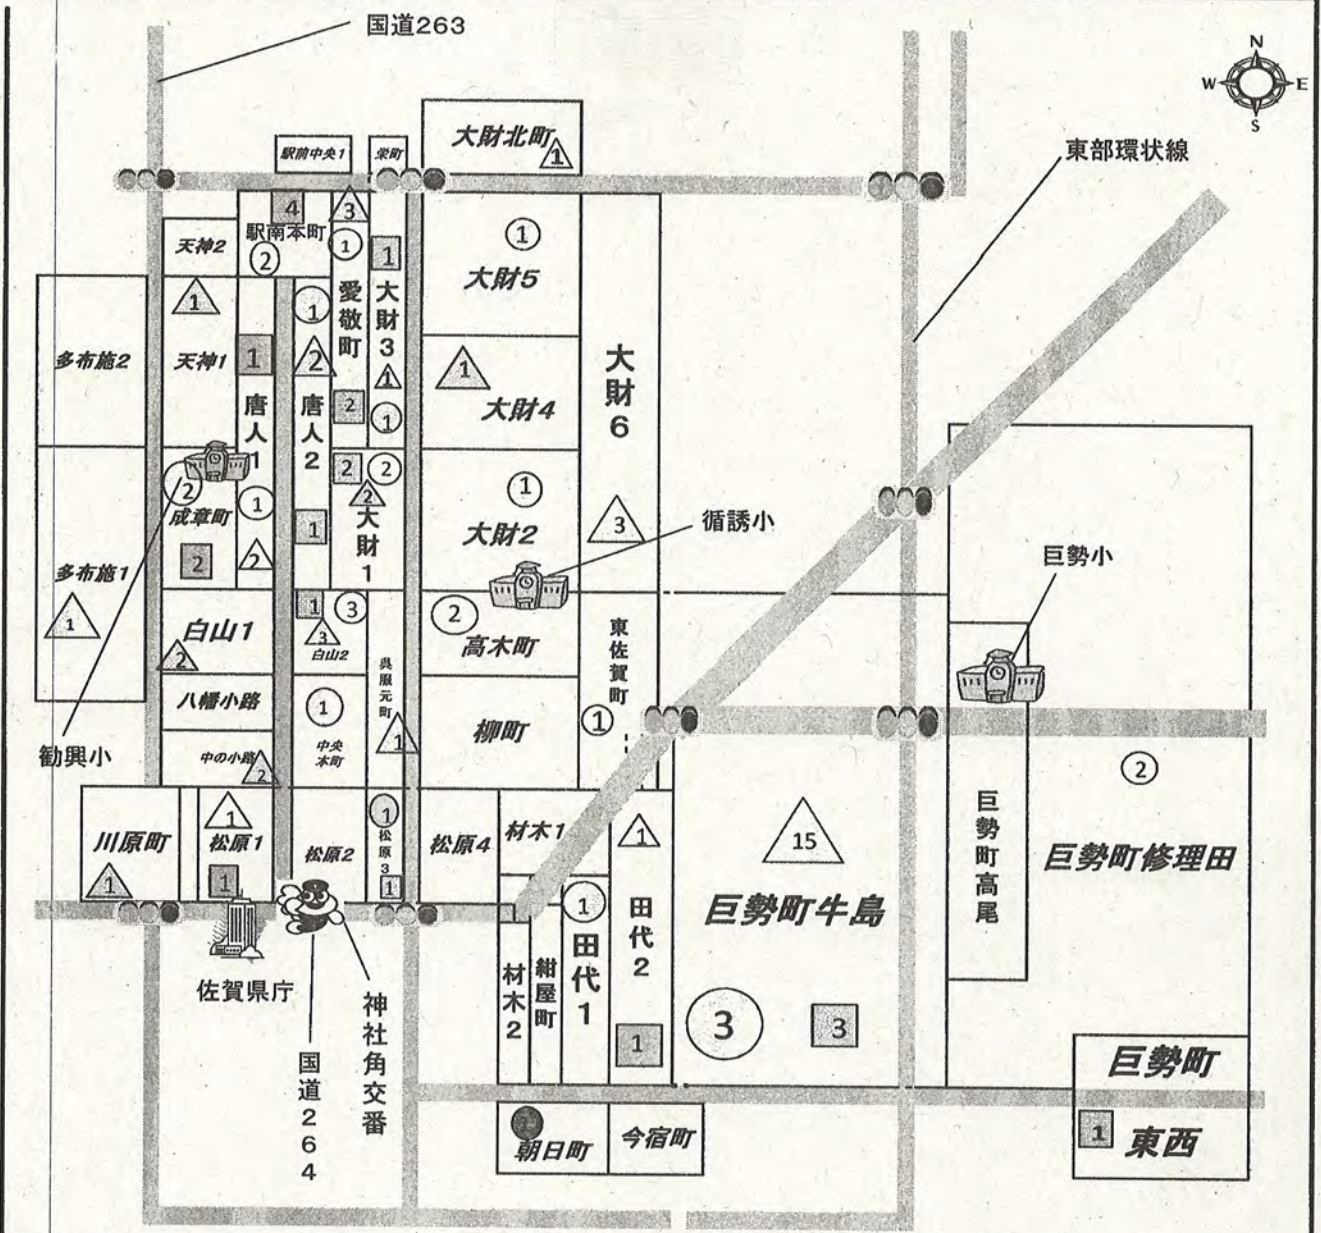 国道263
N
W
E
S
東部環状線
駅前中央1
栄町
大財北町
1
4
駅南本町
2
3
1
1
天神2
1
大財5
1
天神1
多布施2
1
唐人1
1
2
唐人2
愛敬町
2
大財3
1
1
1
大財4
大財6
2
成章町
2
1
2
1
2
2
2
大財1
1
大財2
3
循誘小
巨勢小
多布施1
1
白山1
2
1
3
3
白山2
呉服元町
1
2
高木町
東佐賀町
1
八幡小路
勧興小
中の小路
2
1
中央
本町
柳町
川原町
1
1
松原1
1
松原2
1
松原3
1
松原4
材木1
1
田代2
1
15
巨勢町牛島
3
3
巨勢町高尾
2
巨勢町修理田
1
田代1
材木2
紺屋町
佐賀県庁
国道264
神社角交番
朝日町
今宿町
巨勢町
1
東西